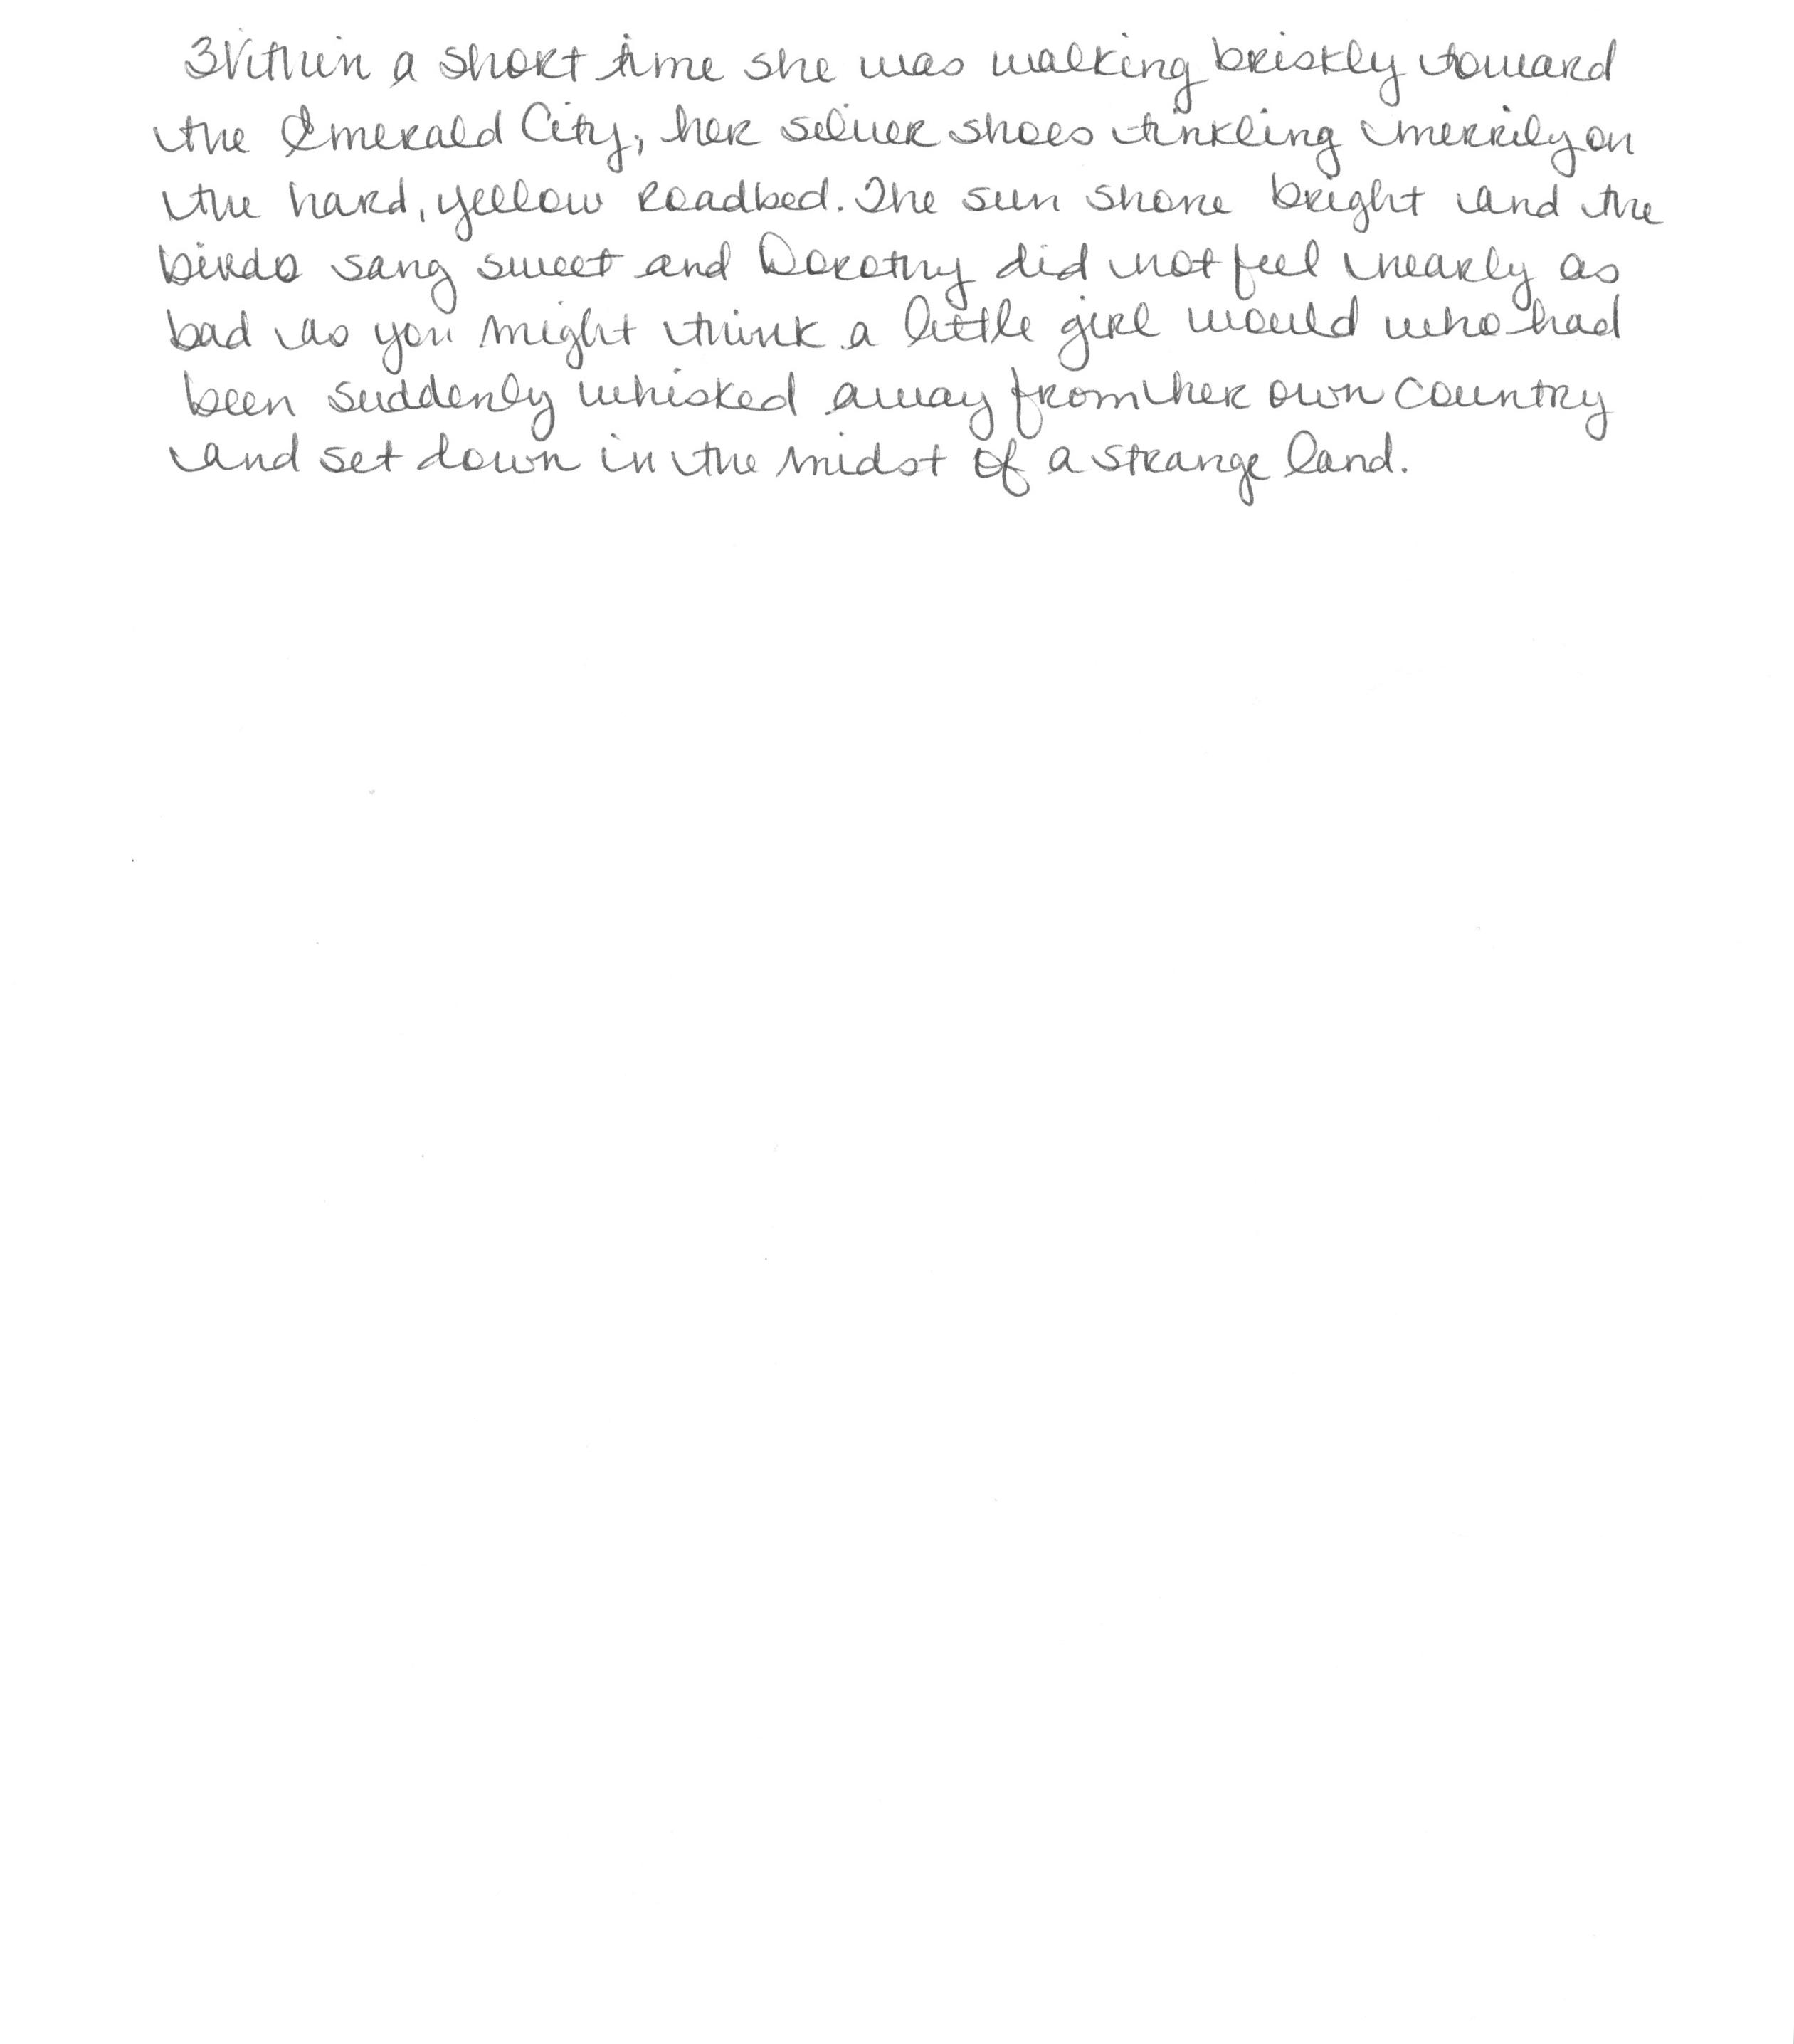 Within a short time she was walking briskly toward
the Emerald City, her silver shoes tinkling merrily on
the hard, yellow roadbed. The sun shone bright and the
birds sang sweet and Dorothy did not feel nearly as
bad as you might think a little girl would who had
been suddenly whisked away from her own country
and set down in the midst of a strange land.